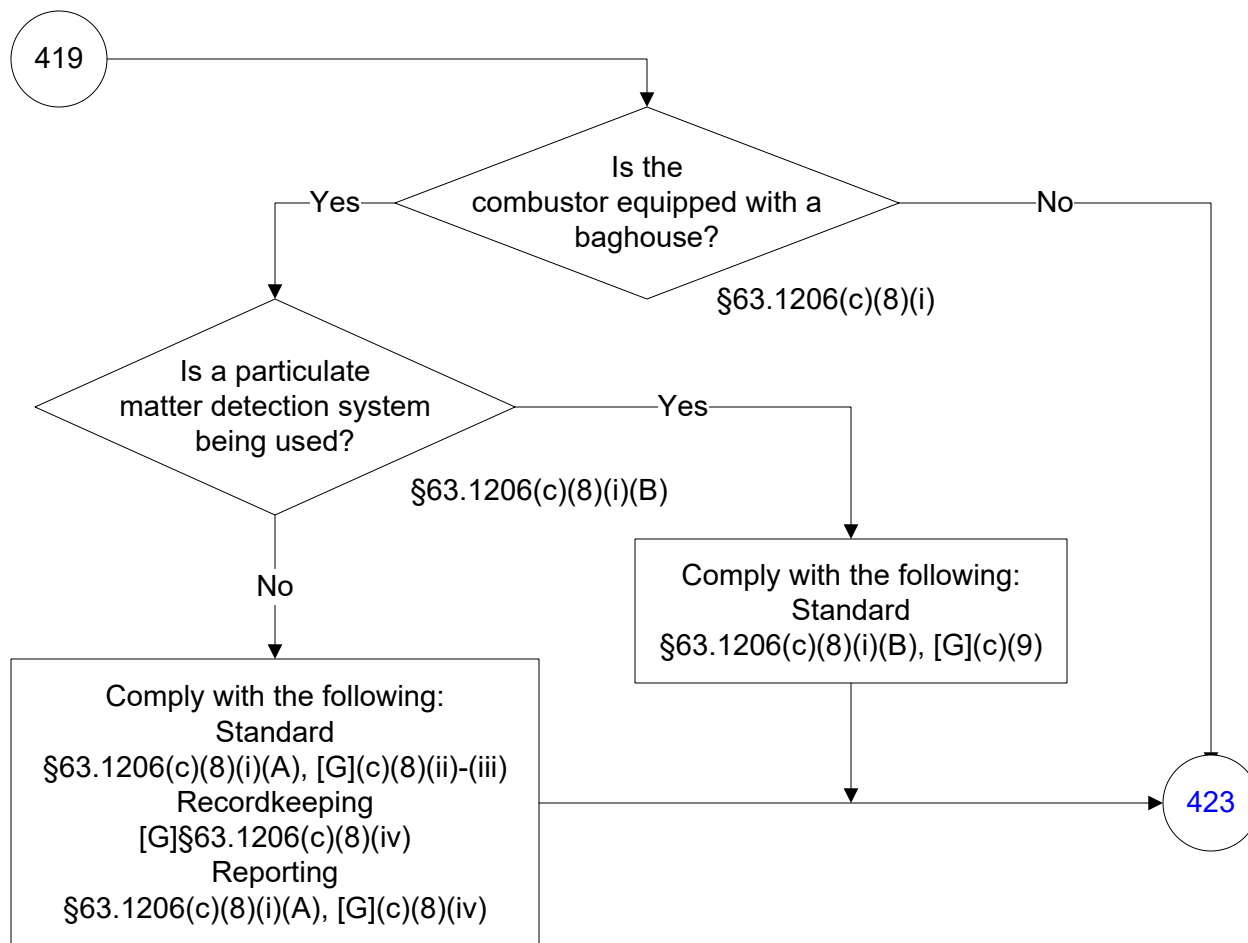 419
Is the
combustor equipped with a
baghouse?
Yes
No
§63.1206(c)(8)(i)
Is a particulate
matter detection system
being used?
Yes
§63.1206(c)(8)(i)(B)
No
Comply with the following:
Standard
§63.1206(c)(8)(i)(B), [G](c)(9)
Comply with the following:
Standard
§63.1206(c)(8)(i)(A), [G](c)(8)(ii)-(iii)
Recordkeeping
[G]§63.1206(c)(8)(iv)
Reporting
§63.1206(c)(8)(i)(A), [G](c)(8)(iv)
423